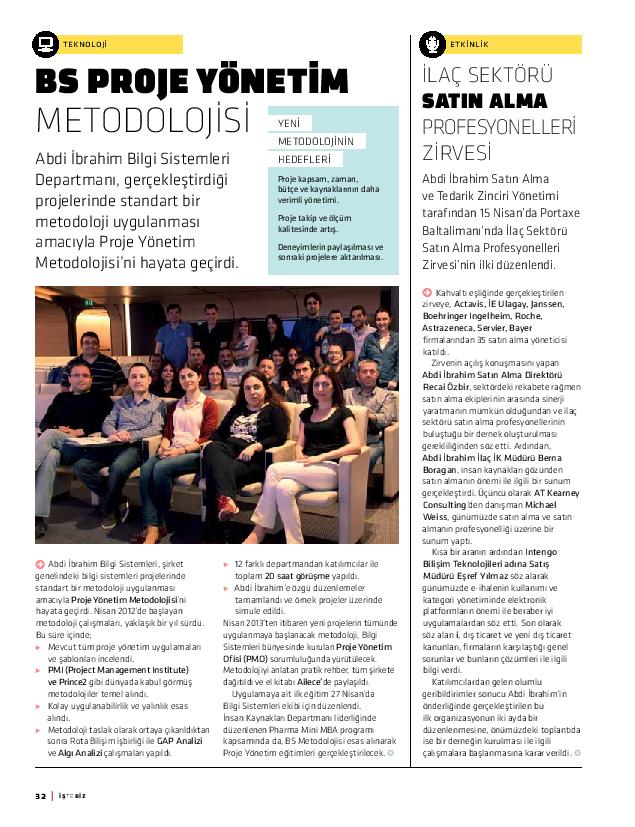 TEKNOLOJİ
BS PROJE YÖNETİM
METODOLOJİSİ
Abdi İbrahim Bilgi Sistemleri
Departmanı, gerçekleştirdiği
projelerinde standart bir
metodoloji uygulanması
amacıyla Proje Yönetim
Metodolojisi'ni hayata geçirdi.
YENİ
METODOLOJİNİN
HEDEFLERİ
Proje kapsam, zaman,
bütçe ve kaynaklarının daha
verimli yönetimi.
Proje takip ve ölçüm
kalitesinde artış.
Deneyimlerin paylaşılması ve
sonraki projelere aktarılması.
Abdi İbrahim Bilgi Sistemleri, şirket
genelindeki bilgi sistemleri projelerinde
standart bir metodoloji uygulanması
amacıyla Proje Yönetim Metodolojisi'ni
hayata geçirdi. Nisan 2012'de başlayan
metodoloji çalışmaları, yaklaşık bir yıl sürdü.
Bu süre içinde;
▶ Mevcut tüm proje yönetim dokümanları
ve şablonları incelendi.
▶ PMI (Project Management Institute)
ve Prince2 gibi dünyada kabul görmüş
metodolojiler temel alındı.
▶ Kolay uygulanabilirlik ve yalınlık esas
alındı.
▶ Metodoloji taslak olarak ortaya çıkarıldıktan
sonra Rota Bilişim işbirliği ile GAP Analizi
ve Algı Analizi çalışmaları yapıldı.
▶ 12 farklı departmandan katılımcılar ile
toplam 20 saat görüşme yapıldı.
▶ Abdi İbrahim'e özgü düzenlemeler
tamamlandı ve örnek projeler üzerinde
simule edildi.
Nisan 2013'ten itibaren yeni projelerin tümünde
uygulanmaya başlanacak metodoloji, Bilgi
Sistemleri bünyesinde kurulan Proje Yönetim
Ofisi (PMO) sorumluluğunda yürütülecek.
Metodolojiyi anlatan pratik rehber, tüm şirkete
dağıtıldı ve el kitabı Ailece'de paylaşıldı.
Uygulamaya ait ilk eğitim 27 Nisan'da
Bilgi Sistemleri ekibi için düzenlendi.
İnsan Kaynakları Departmanı liderliğinde
düzenlenen Pharma Mini MBA programı
kapsamında da, BS Metodolojisi esas alınarak
Proje Yönetim eğitimleri gerçekleştirilecek.
ETKİNLİK
İLAÇ SEKTÖRÜ
SATIN ALMA
PROFESYONELLERİ
ZİRVESİ
Abdi İbrahim Satın Alma
ve Tedarik Zinciri Yönetimi
tarafından 15 Nisan'da Portaxe
Baltalimanı'nda İlaç Sektörü
Satın Alma Profesyonelleri
Zirvesi'nin ilki düzenlendi.
Kahvaltı eşliğinde gerçekleştirilen
zirveye, Actavis, İE Ulagay, Janssen,
Boehringer Ingelheim, Roche,
Astrazeneca, Servier, Bayer
firmalarından 35 satın alma yöneticisi
katıldı.
Zirvenin açılış konuşmasını yapan
Abdi İbrahim Satın Alma Direktörü
Recai Özbir, sektördeki rekabete rağmen
satın alma ekiplerinin arasında sinerji
yaratmanın mümkün olduğundan ve ilaç
sektörü satın alma profesyonellerinin
buluştuğu bir dernek oluşturulması
gerekliliğinden söz etti. Ardından,
Abdi İbrahim İlaç İK Müdürü Berna
Boragan, insan kaynakları gözünden
satın almanın önemi ile ilgili bir sunum
gerçekleştirdi. Üçüncü olarak AT Kearney
Consulting'den danışman Michael
Weiss, günümüzde satın alma ve satın
almanın profesyonelliği üzerine bir
sunum yaptı.
Kısa bir aranın ardından Intengo
Bilişim Teknolojileri adına Satış
Müdürü Eşref Yılmaz söz alarak
günümüzde e-ihalenin kullanımı ve
kategori yönetiminde elektronik
platformların önemi ile beraber iyi
uygulamalardan söz etti. Son olarak
söz alan i, dış ticaret ve yeni dış ticaret
kanunları, firmaların karşılaştığı genel
sorunlar ve bunların çözümleri ile ilgili
bilgi verdi.
Katılımcılardan gelen olumlu
geribildirimler sonucu Abdi İbrahim'in
önderliğinde gerçekleştirilen bu
ilk organizasyonun iki ayda bir
düzenlenmesine, önümüzdeki toplantıda
ise bir derneğin kurulması ile ilgili
çalışmalara başlanmasına karar verildi.
32 | İŞTE BİZ